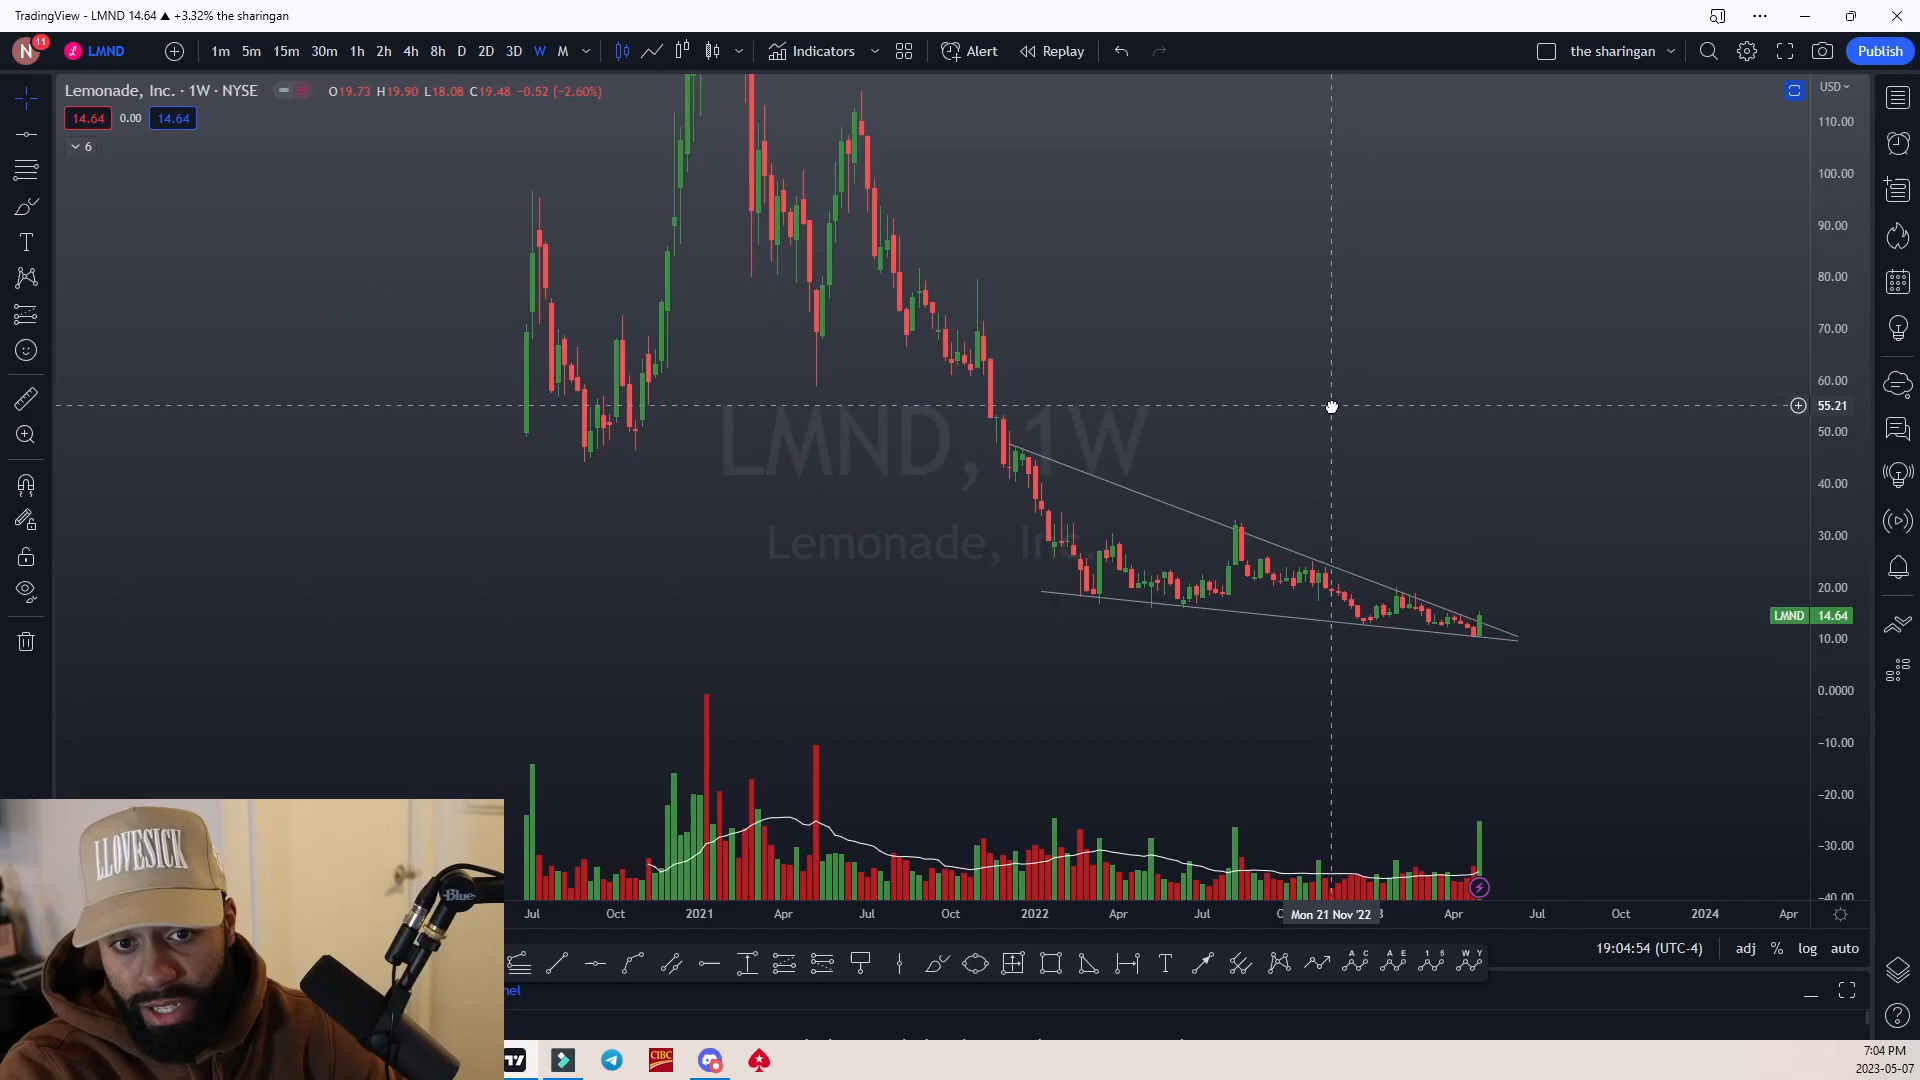 TradingView - LMND 14.64 ▲ +3.32% the sharingan
N 11 LMND 1m 5m 15m 30m 1h 2h 4h 8h D 2D 3D W M Indicators Alert Replay the sharingan Publish
Lemonade, Inc. · 1W · NYSE O19.73 H19.90 L18.08 C19.48 −0.52 (−2.60%)
USD
14.64 0.00 14.64
6
110.00
100.00
90.00
80.00
70.00
60.00
55.21
50.00
40.00
30.00
20.00
LMND 14.64
10.00
0.0000
−10.00
−20.00
−30.00
−40.00
LMND, 1W
Lemonade, Inc.
Jul Oct 2021 Apr Jul Oct 2022 Apr Jul Mon 21 Nov '22 Apr Jul Oct 2024 Apr
19:04:54 (UTC-4) adj % log auto
A C A E 1 5 W Y
nel
LLOVESICK
Blue
CIBC
7:04 PM
2023-05-07